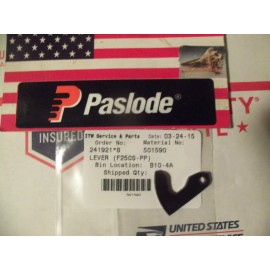 Paslode
INSURED
ITW Service & Parts Date: 03-24-15
Order No: Material No:
241921*8 501590
LEVER (F250S-PP)
Bin Location: B10-4A
Shipped Qty:
UNITED STATES